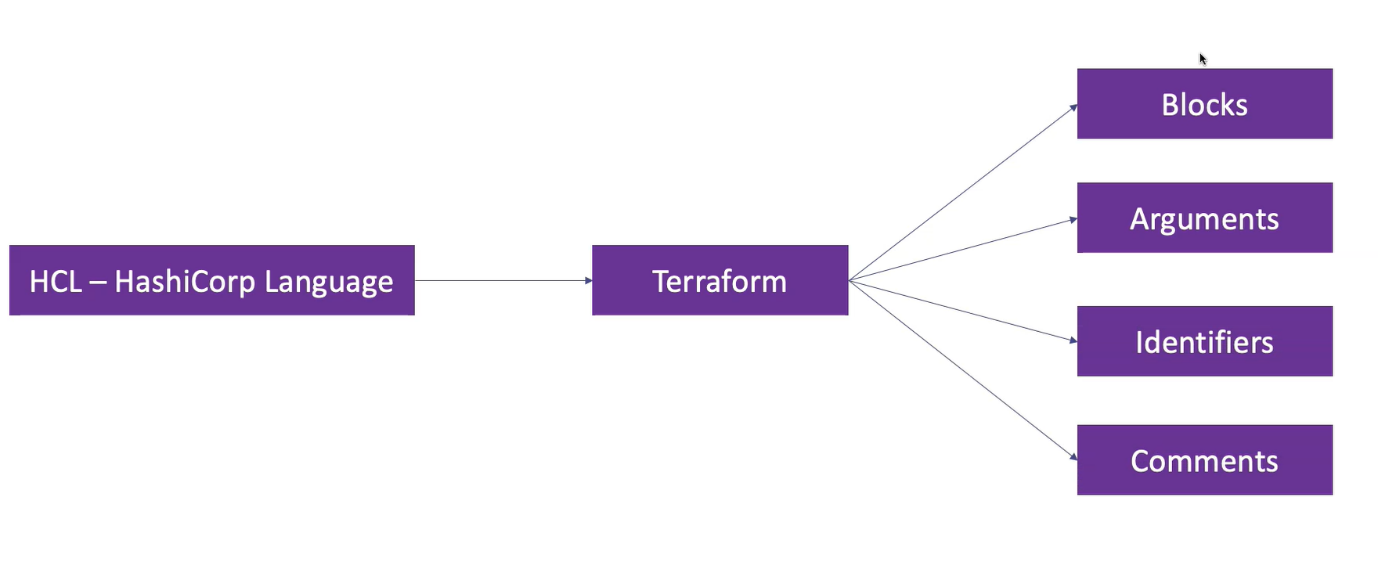 HCL – HashiCorp Language
Terraform
Blocks
Arguments
Identifiers
Comments